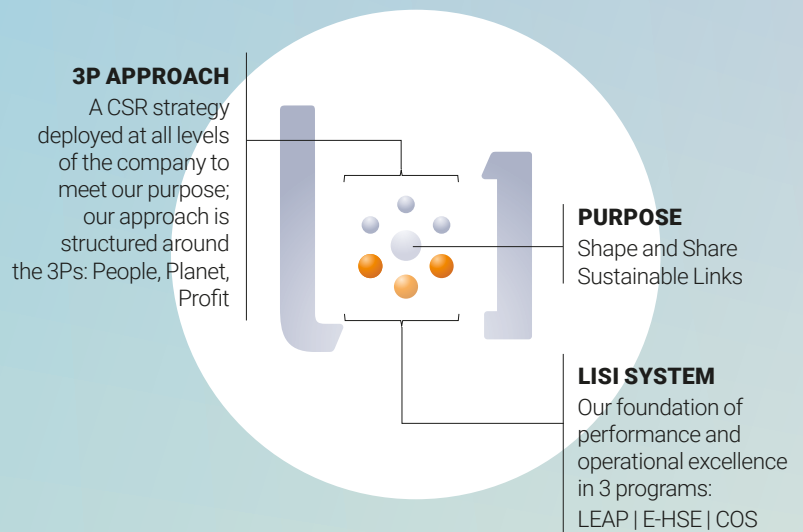 3P APPROACH
A CSR strategy
deployed at all levels
of the company to
meet our purpose;
our approach is
structured around
the 3Ps: People, Planet,
Profit
PURPOSE
Shape and Share
Sustainable Links
LISI SYSTEM
Our foundation of
performance and
operational excellence
in 3 programs:
LEAP | E-HSE | COS